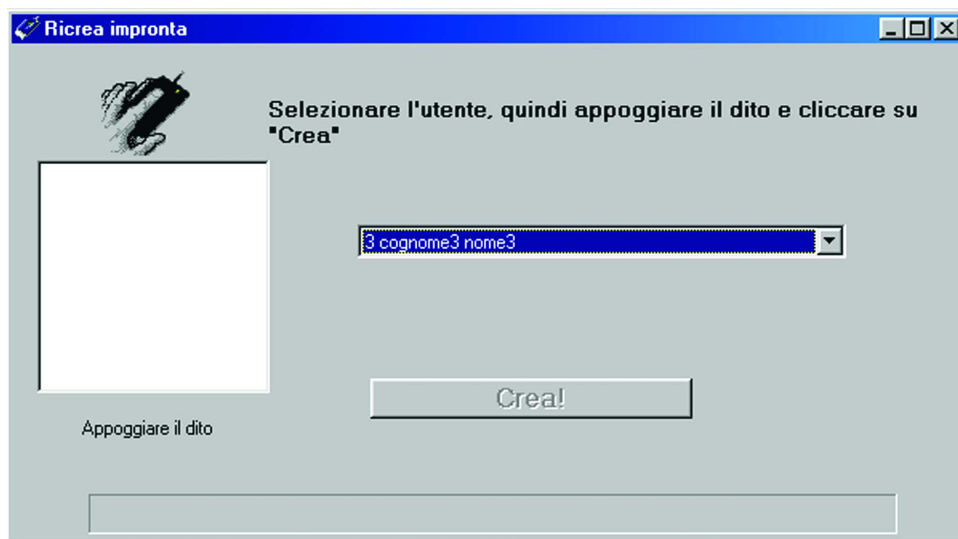 Ricrea impronta
Selezionare l'utente, quindi appoggiare il dito e cliccare su
"Crea"
3 cognome3 nome3
Crea!
Appoggiare il dito